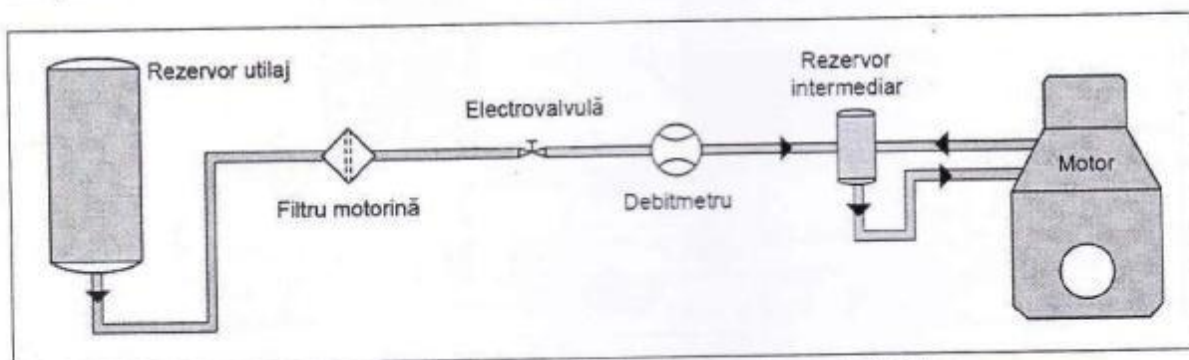 Rezervor utilaj
Rezervor
intermediar
Electrovalvulă
Motor
Filtru motorină
Debitmetru